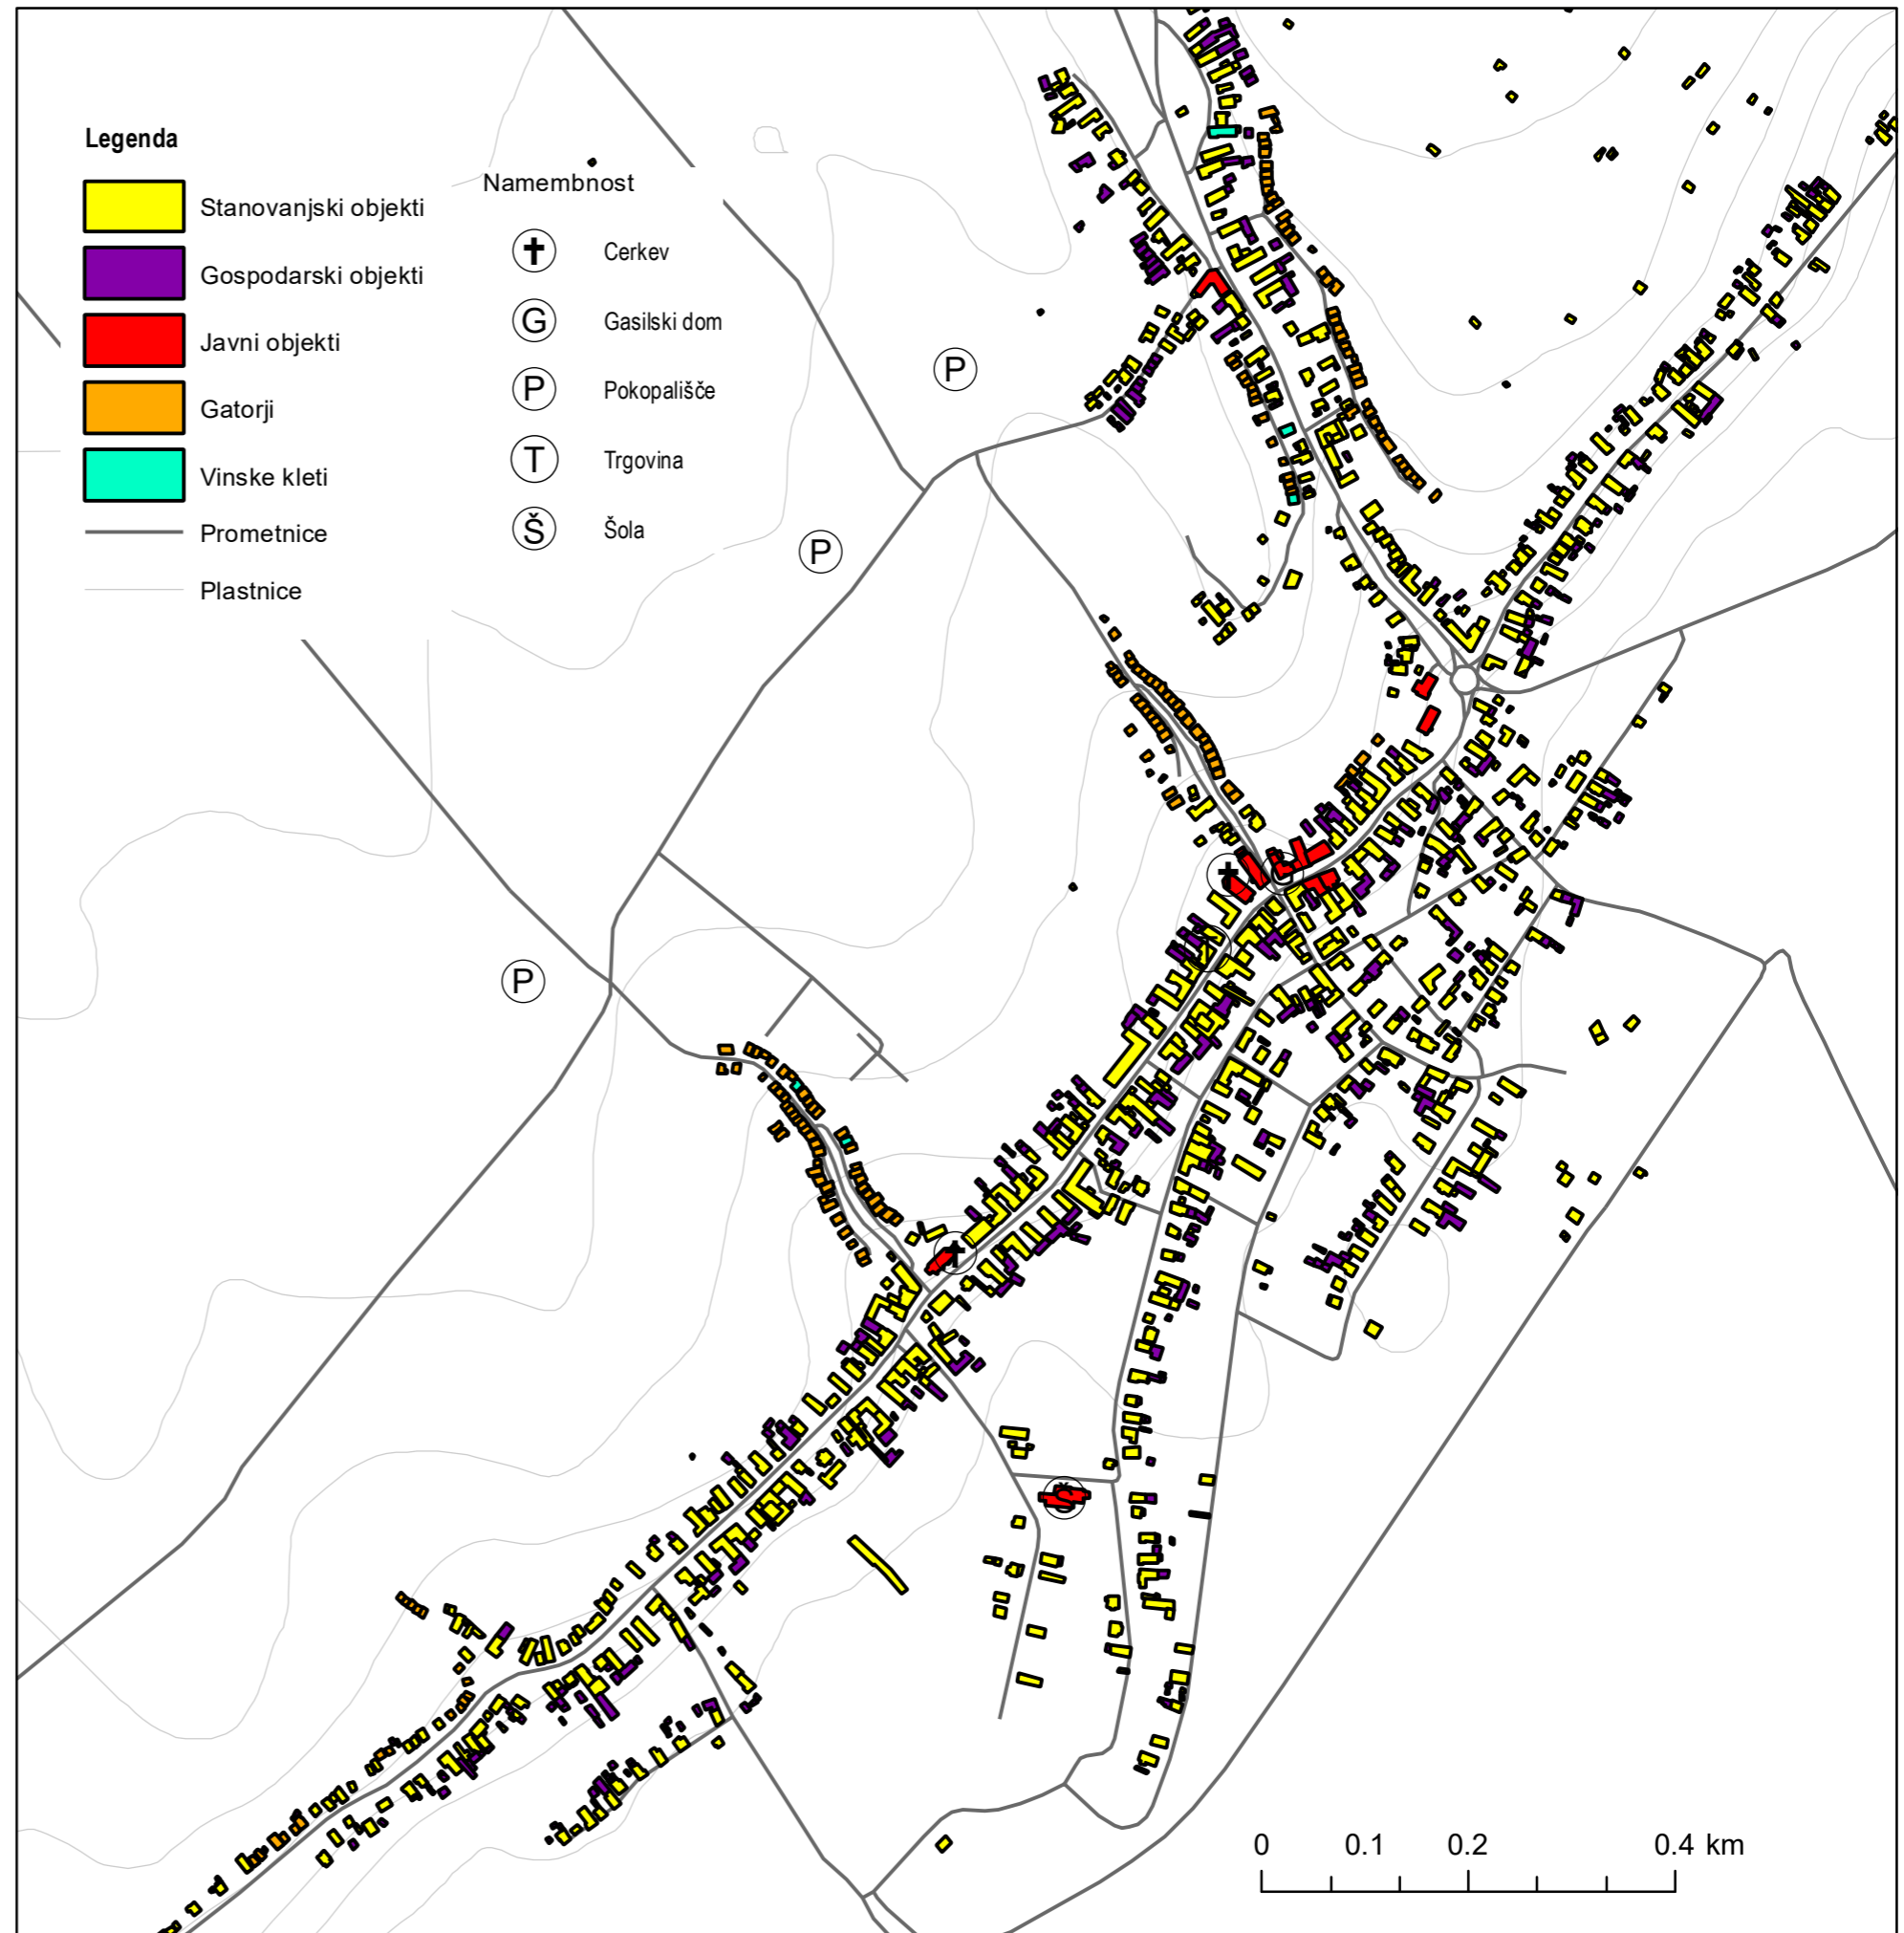 Legenda
Stanovanjski objekti
Gospodarski objekti
Javni objekti
Gatorji
Vinske kleti
Prometnice
Plastnice
Namembnost
Cerkev
G Gasilski dom
P Pokopališče
T Trgovina
Š Šola
P
P
P
0 0.1 0.2 0.4 km